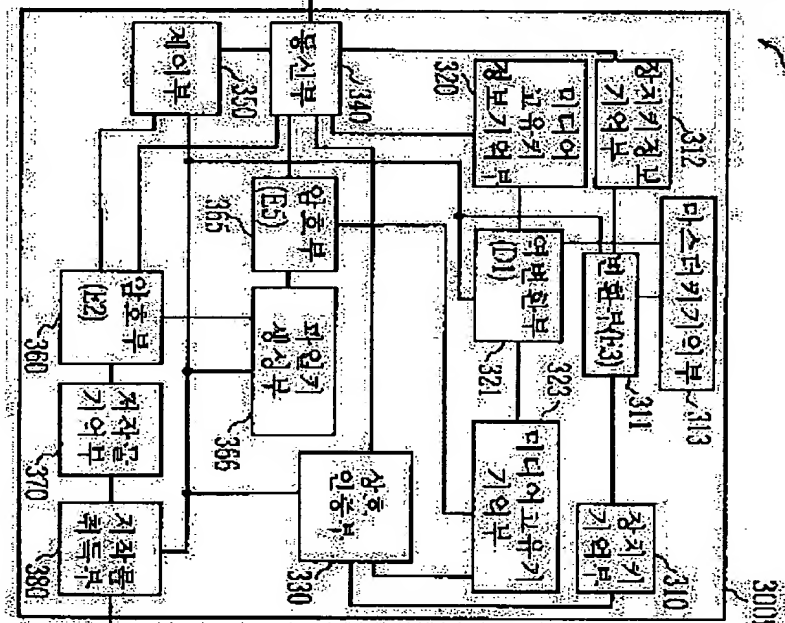 300
마스터키기억부
313
장치키정보
기억부
312
변환부(E3)
311
장치키
기억부
310
미디어
고유키
정보기억부
320
역변환부
(D1)
321
미디어고유키
기억부
323
상호
인증부
330
통신부
340
암호부
(E5)
365
파일키
생성부
366
제어부
350
암호부
(E2)
360
저작물
기억부
370
저작물
취득부
380